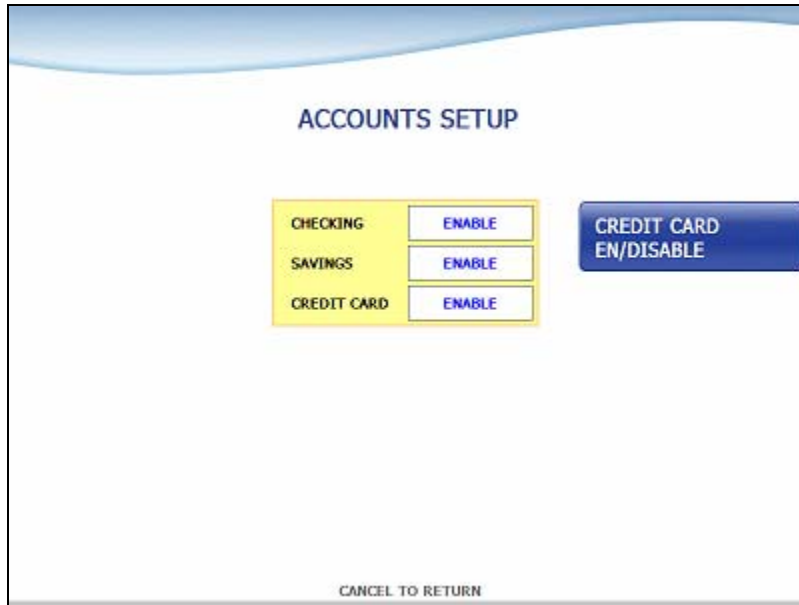 ACCOUNTS SETUP
CHECKING ENABLE
SAVINGS ENABLE
CREDIT CARD ENABLE
CREDIT CARD
EN/DISABLE
CANCEL TO RETURN